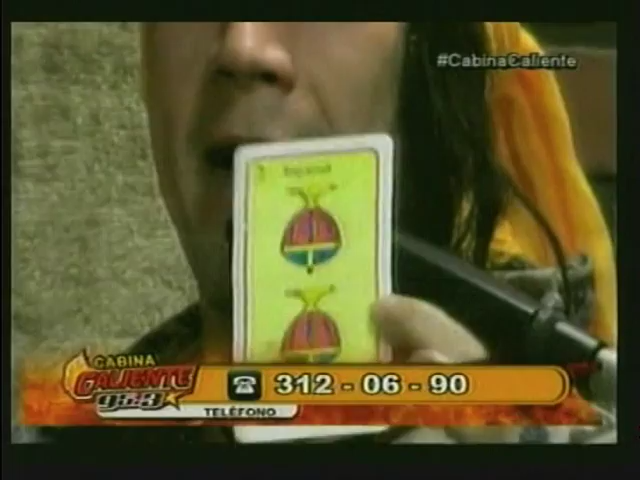 #CabinaCaliente
CABINA
CALIENTE
95.3
312 - 06 - 90
TELÉFONO